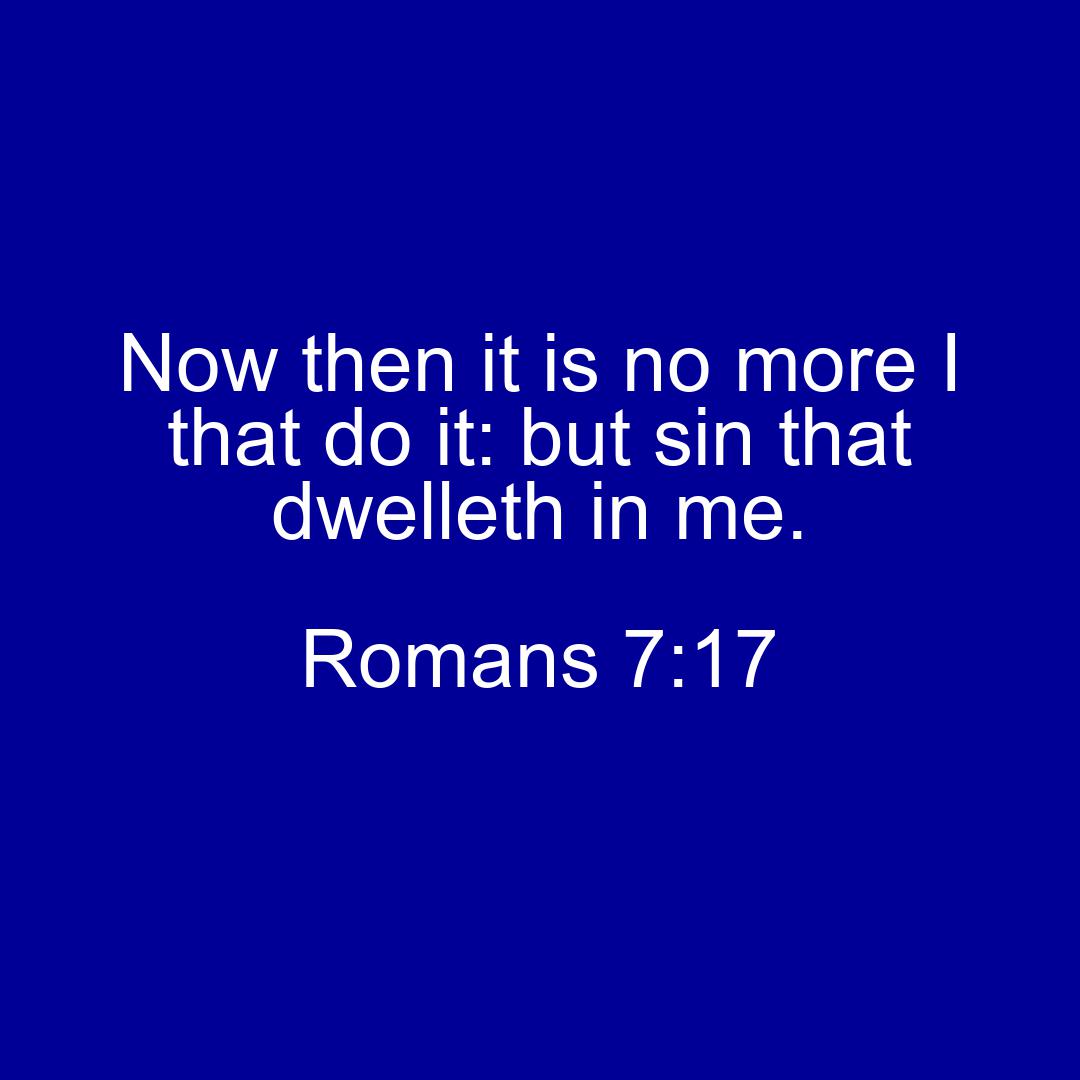 Now then it is no more I
that do it: but sin that
dwelleth in me.
Romans 7:17